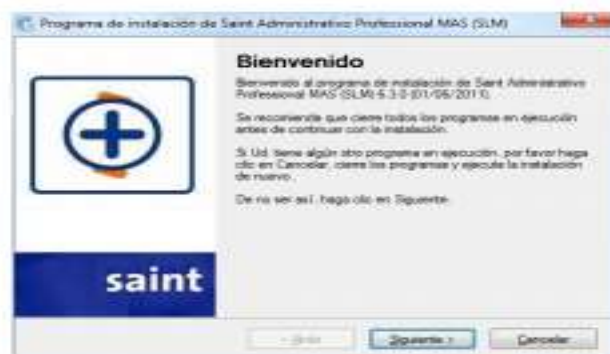 Programa de instalación de Saint Administrativo Professional MAS (SLM)
Bienvenido
Bienvenido al programa de instalación de Saint Administrativo
Professional MAS (SLM) 6.3.0 (01/06/2011).
Se recomienda que cierre todos los programas en ejecución
antes de continuar con la instalación.
Si Ud. tiene algún otro programa en ejecución, por favor haga
clic en Cancelar, cierre los programas y ejecute la instalación
de nuevo.
De no ser así, haga clic en Siguiente.
saint
< Atrás
Siguiente >
Cancelar